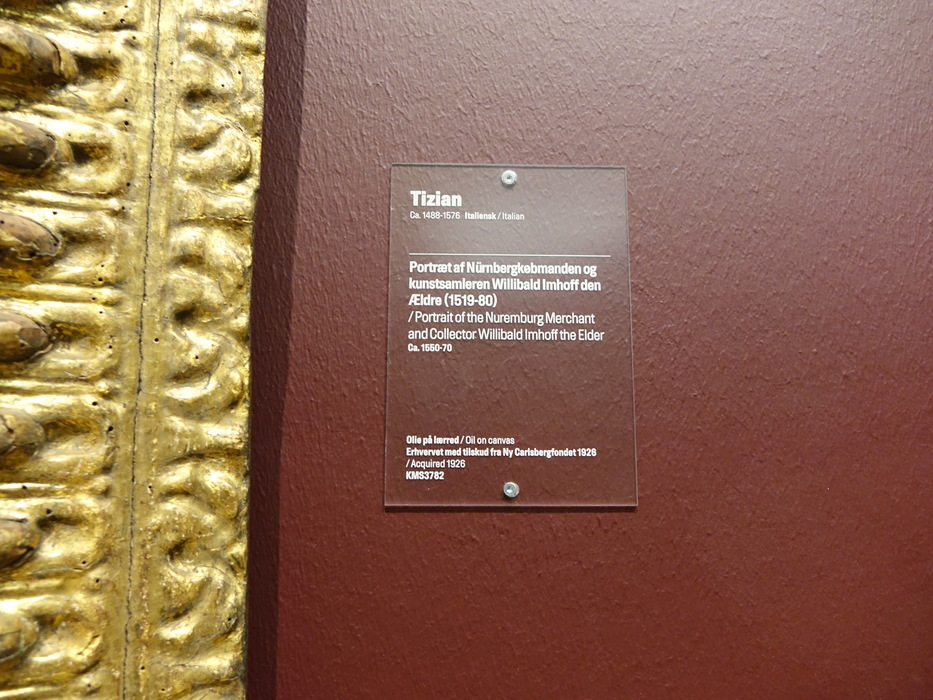 Tizian
Ca. 1488-1576 Italiensk / Italian
Portræt af Nürnbergkøbmanden og
kunstsamleren Willibald Imhoff den
Ældre (1519-80)
/ Portrait of the Nuremburg Merchant
and Collector Willibald Imhoff the Elder
Ca. 1550-70
Olie på lærred / Oil on canvas
Erhvervet med tilskud fra Ny Carlsbergfondet 1926
/ Acquired 1926
KMS3782